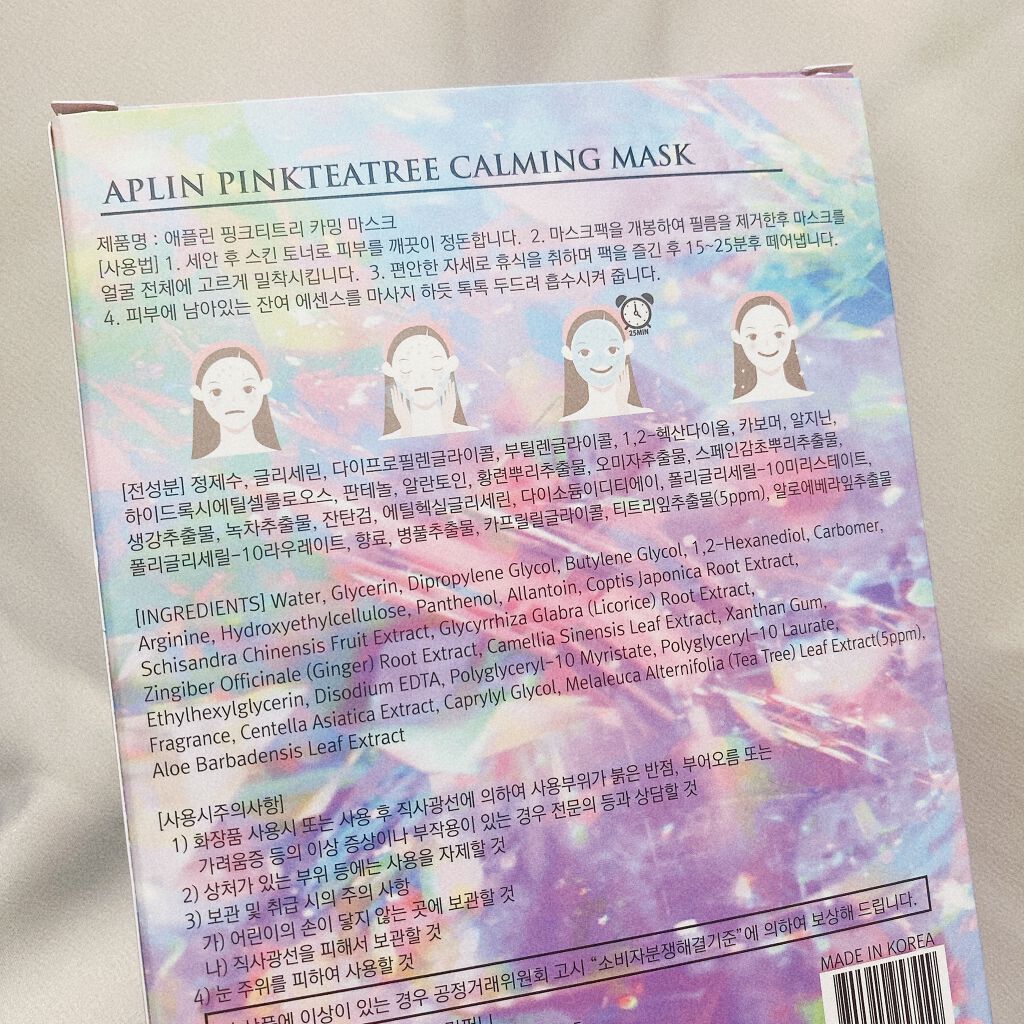 APLIN PINKTEATREE CALMING MASK
제품명 : 애플린 핑크티트리 카밍 마스크
[사용법] 1. 세안 후 스킨 토너로 피부를 깨끗이 정돈합니다. 2. 마스크팩을 개봉하여 필름을 제거한후 마스크를
얼굴 전체에 고르게 밀착시킵니다. 3. 편안한 자세로 휴식을 취하며 팩을 즐긴 후 15~25분후 떼어냅니다.
4. 피부에 남아있는 잔여 에센스를 마사지 하듯 톡톡 두드려 흡수시켜 줍니다.
25MIN
[전성분] 정제수, 글리세린, 다이프로필렌글라이콜, 부틸렌글라이콜, 1,2-헥산다이올, 카보머, 알지닌,
하이드록시에틸셀룰로오스, 판테놀, 알란토인, 황련뿌리추출물, 오미자추출물, 스페인감초뿌리추출물,
생강추출물, 녹차추출물, 잔탄검, 에틸헥실글리세린, 다이소듐이디티에이, 폴리글리세릴-10미리스테이트,
폴리글리세릴-10라우레이트, 향료, 병풀추출물, 카프릴릴글라이콜, 티트리잎추출물(5ppm), 알로에베라잎추출물
[INGREDIENTS] Water, Glycerin, Dipropylene Glycol, Butylene Glycol, 1,2-Hexanediol, Carbomer,
Arginine, Hydroxyethylcellulose, Panthenol, Allantoin, Coptis Japonica Root Extract,
Schisandra Chinensis Fruit Extract, Glycyrrhiza Glabra (Licorice) Root Extract,
Zingiber Officinale (Ginger) Root Extract, Camellia Sinensis Leaf Extract, Xanthan Gum,
Ethylhexylglycerin, Disodium EDTA, Polyglyceryl-10 Myristate, Polyglyceryl-10 Laurate,
Fragrance, Centella Asiatica Extract, Caprylyl Glycol, Melaleuca Alternifolia (Tea Tree) Leaf Extract(5ppm),
Aloe Barbadensis Leaf Extract
[사용시주의사항]
1) 화장품 사용시 또는 사용 후 직사광선에 의하여 사용부위가 붉은 반점, 부어오름 또는
가려움증 등의 이상 증상이나 부작용이 있는 경우 전문의 등과 상담할 것
2) 상처가 있는 부위 등에는 사용을 자제할 것
3) 보관 및 취급 시의 주의 사항
가) 어린이의 손이 닿지 않는 곳에 보관할 것
나) 직사광선을 피해서 보관할 것
4) 눈 주위를 피하여 사용할 것
이상이 있는 경우 공정거래위원회 고시 “소비자분쟁해결기준”에 의하여 보상해 드립니다.
MADE IN KOREA